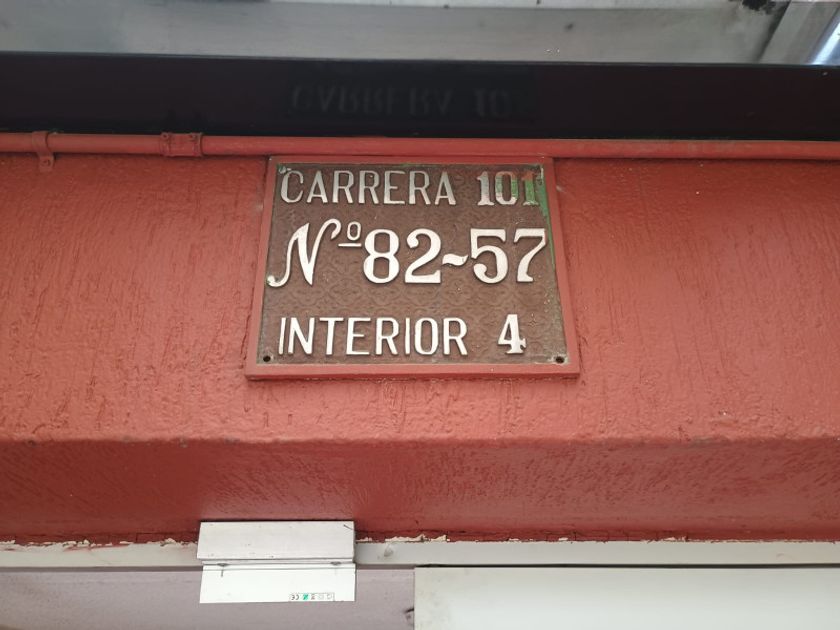 CARRERA 101
Nº 82-57
INTERIOR 4